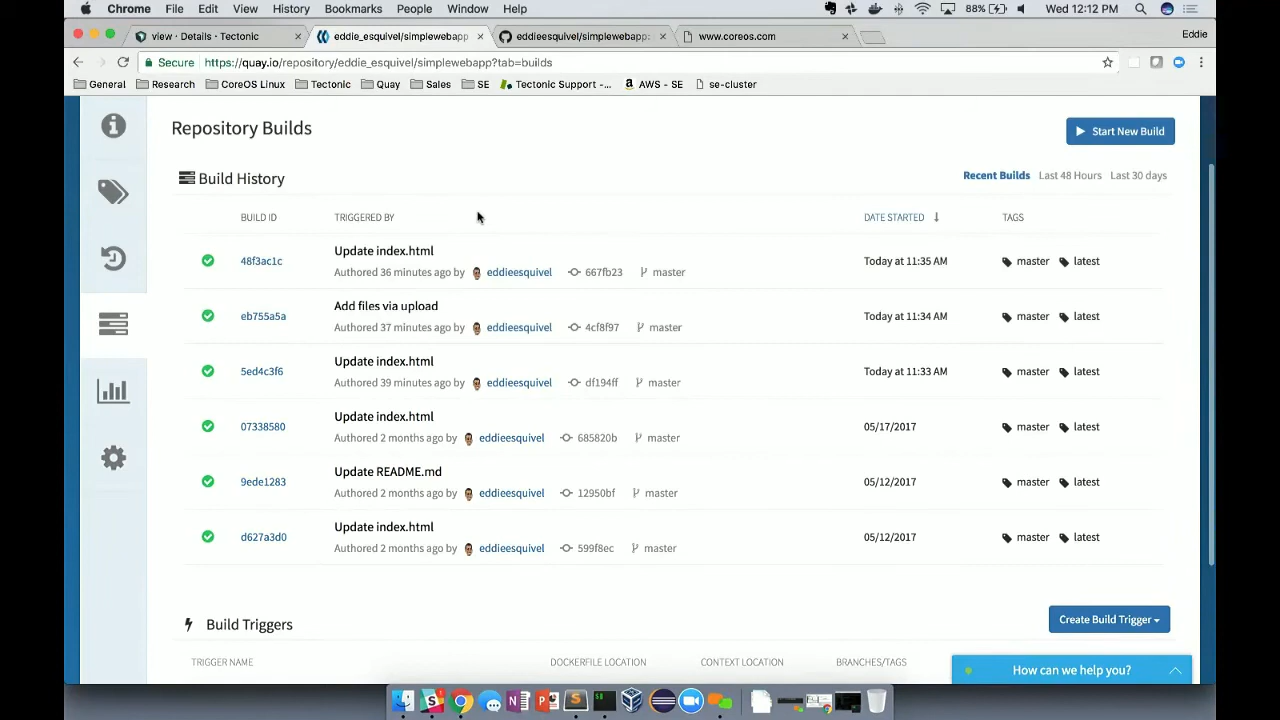 Chrome File Edit View History Bookmarks People Window Help 88% Wed 12:12 PM
view · Details · Tectonic eddie_esquivel/simplewebapp eddieesquivel/simplewebapp: www.coreos.com Eddie
Secure https://quay.io/repository/eddie_esquivel/simplewebapp?tab=builds
General Research CoreOS Linux Tectonic Quay Sales SE Tectonic Support -... AWS - SE se-cluster
Repository Builds Start New Build
Build History Recent Builds Last 48 Hours Last 30 days
BUILD ID TRIGGERED BY DATE STARTED ↓ TAGS
Update index.html
48f3ac1c Today at 11:35 AM master latest
Authored 36 minutes ago by eddieesquivel 667fb23 master
Add files via upload
eb755a5a Today at 11:34 AM master latest
Authored 37 minutes ago by eddieesquivel 4cf8f97 master
Update index.html
5ed4c3f6 Today at 11:33 AM master latest
Authored 39 minutes ago by eddieesquivel df194ff master
Update index.html
07338580 05/17/2017 master latest
Authored 2 months ago by eddieesquivel 685820b master
Update README.md
9ede1283 05/12/2017 master latest
Authored 2 months ago by eddieesquivel 12950bf master
Update index.html
d627a3d0 05/12/2017 master latest
Authored 2 months ago by eddieesquivel 599f8ec master
Build Triggers Create Build Trigger
TRIGGER NAME DOCKERFILE LOCATION CONTEXT LOCATION BRANCHES/TAGS
How can we help you?